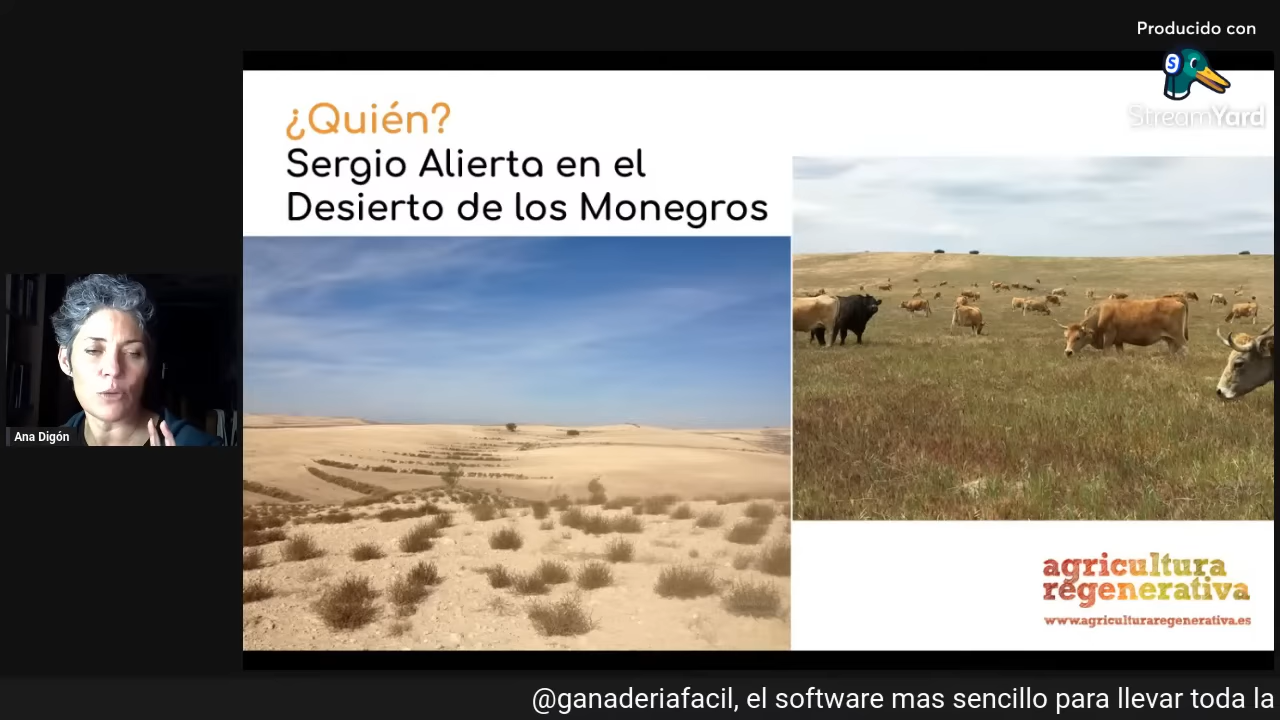 Producido con
StreamYard
¿Quién?
Sergio Alierta en el
Desierto de los Monegros
Ana Digón
agricultura
regenerativa
www.agriculturaregenerativa.es
@ganaderiafacil, el software mas sencillo para llevar toda la